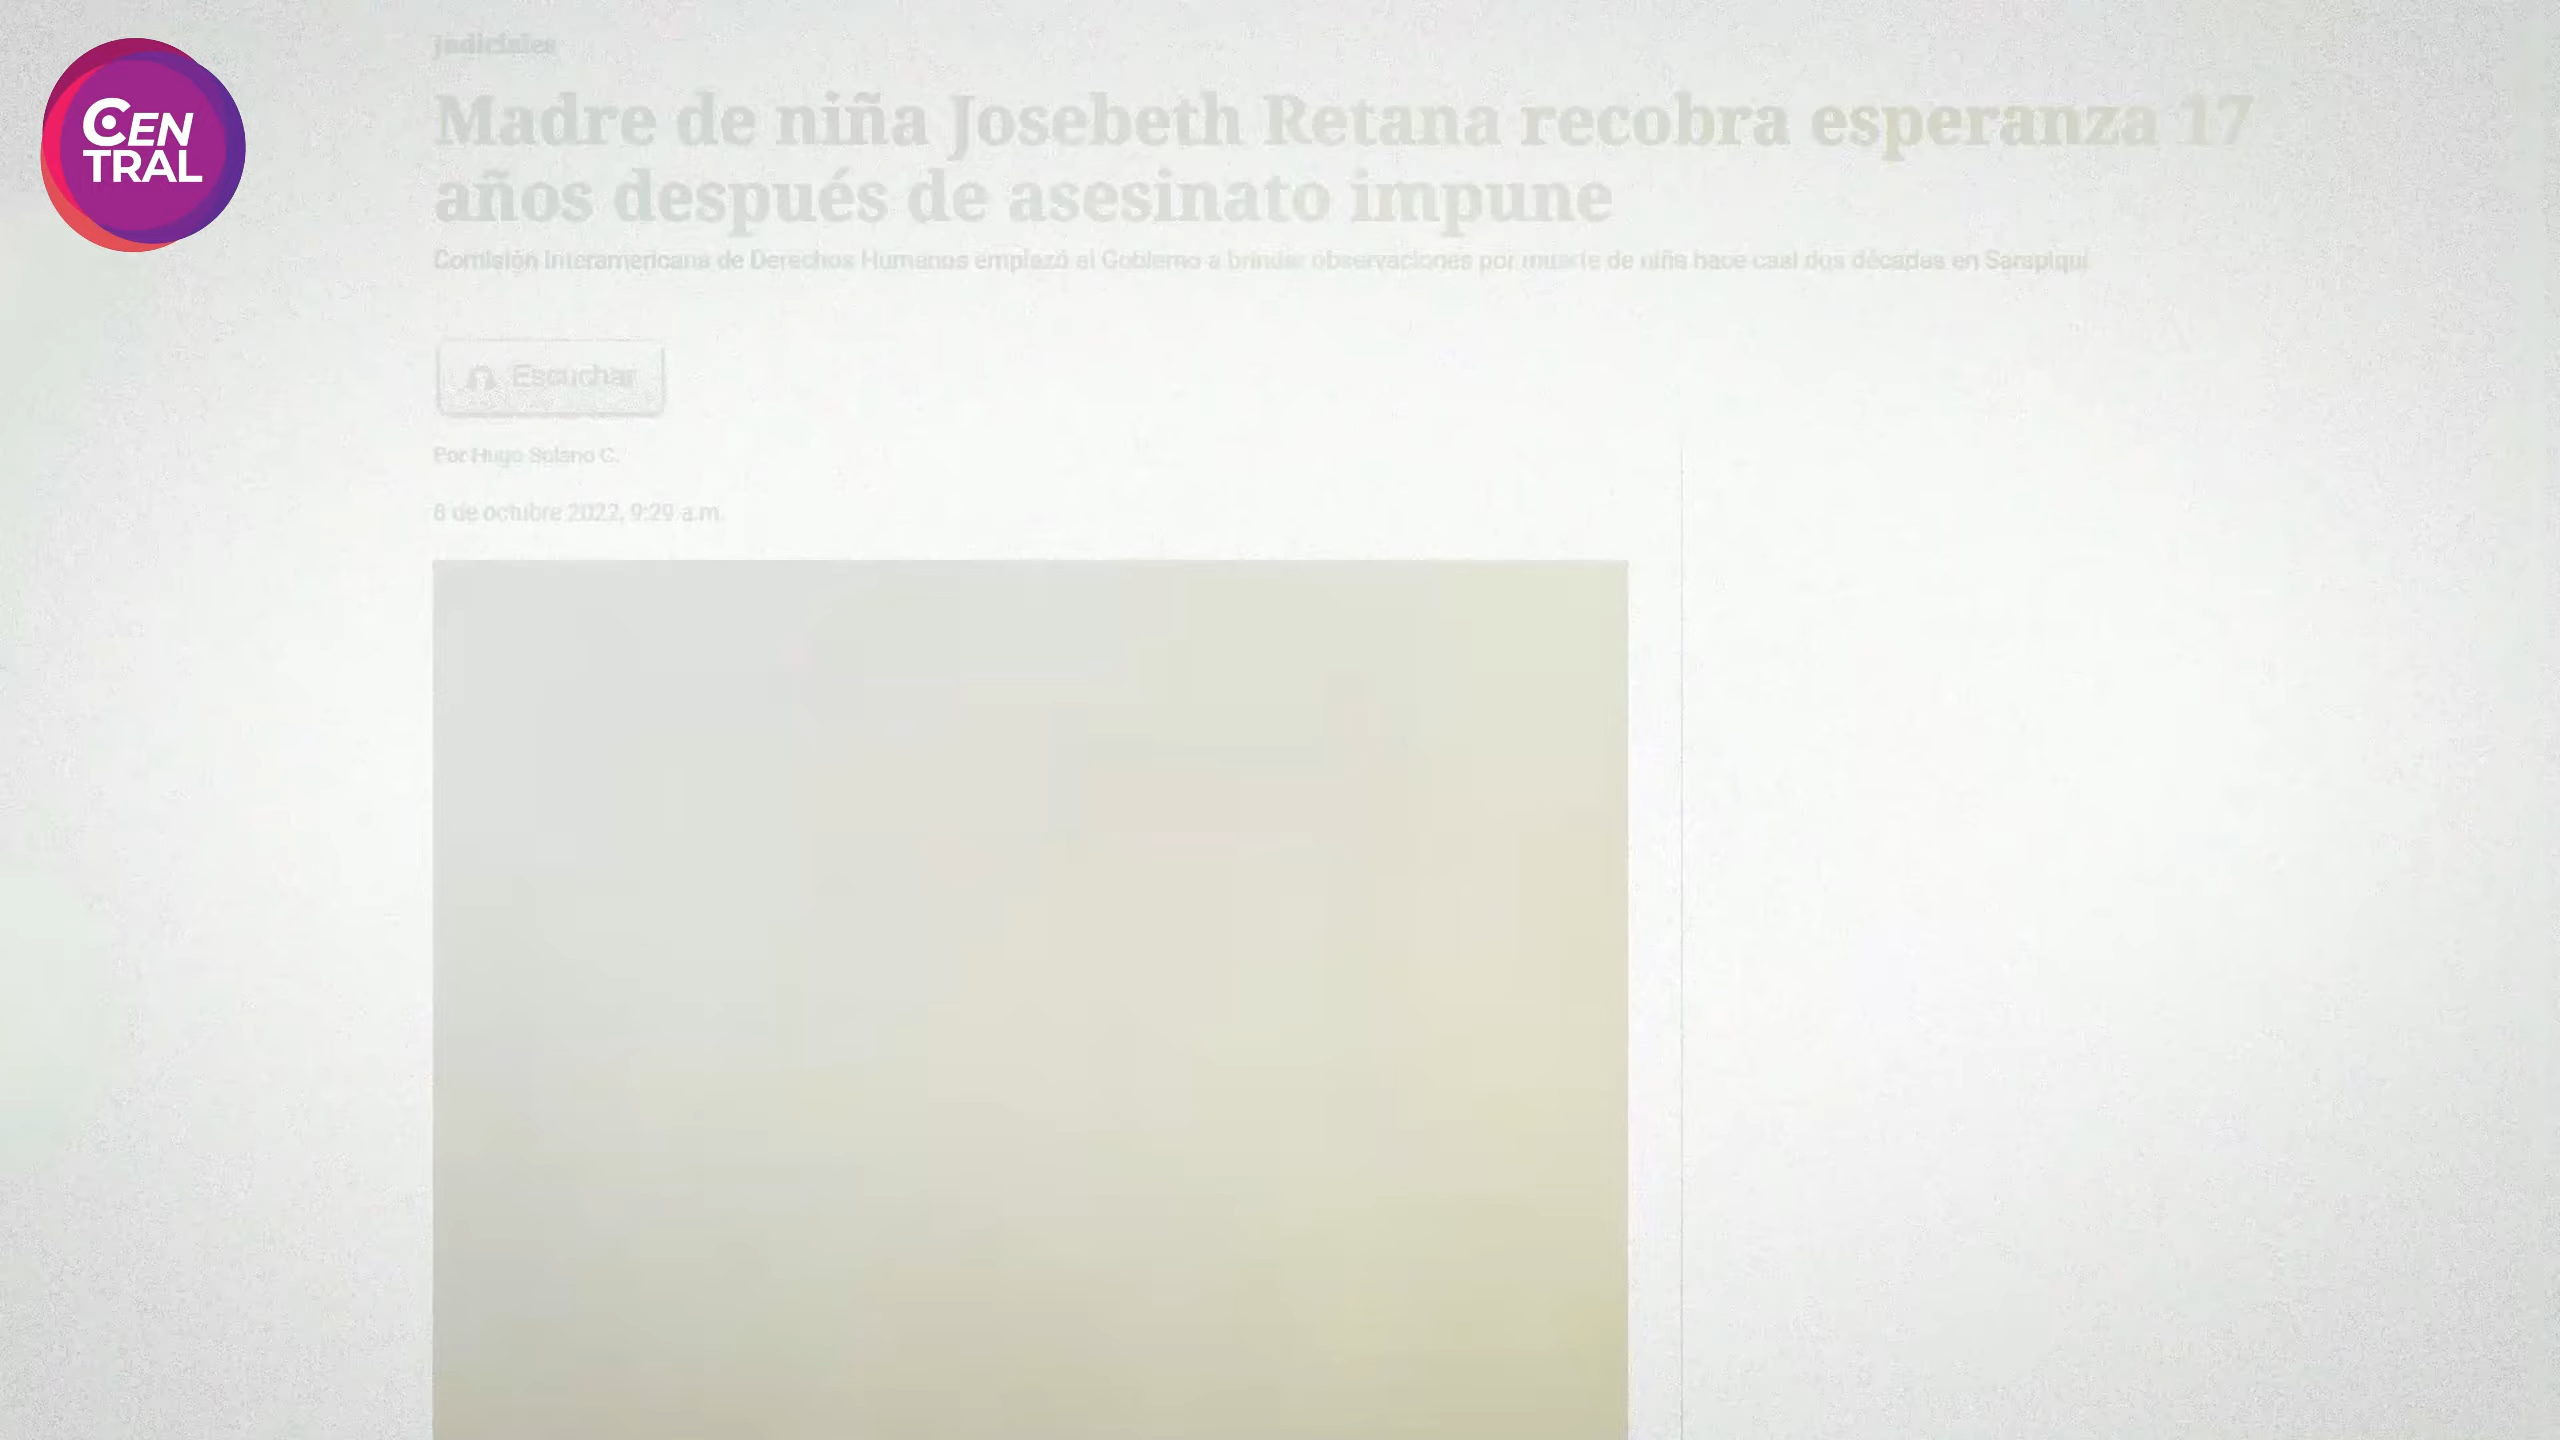 CEN
TRAL
Judiciales
Madre de niña Josebeth Retana recobra esperanza 17
años después de asesinato impune
Comisión Interamericana de Derechos Humanos emplazó al Gobierno a brindar observaciones por muerte de niña hace casi dos décadas en Sarapiquí
Escuchar
Por Hugo Solano C.
8 de octubre 2022, 9:29 a.m.